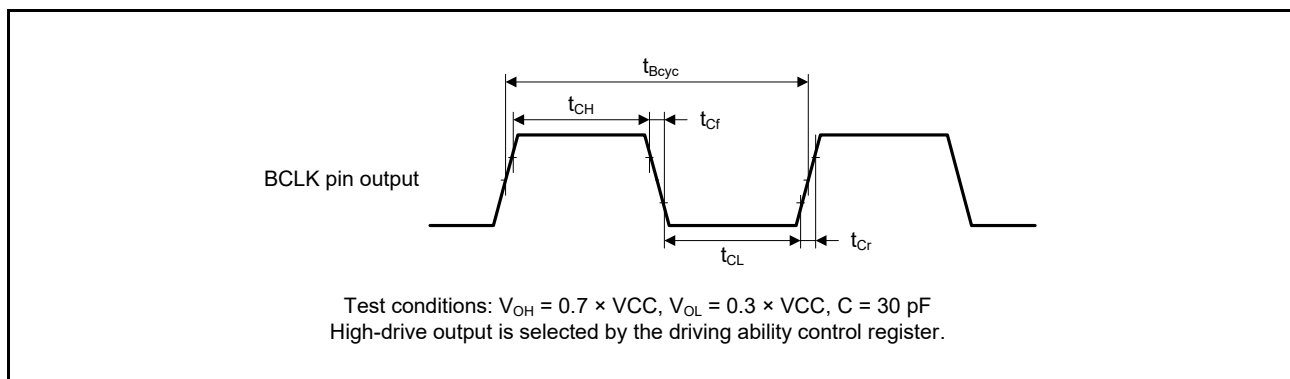 tBcyc
tCH
tCf
BCLK pin output
tCL
tCr
Test conditions: VOH = 0.7 × VCC, VOL = 0.3 × VCC, C = 30 pF
High-drive output is selected by the driving ability control register.